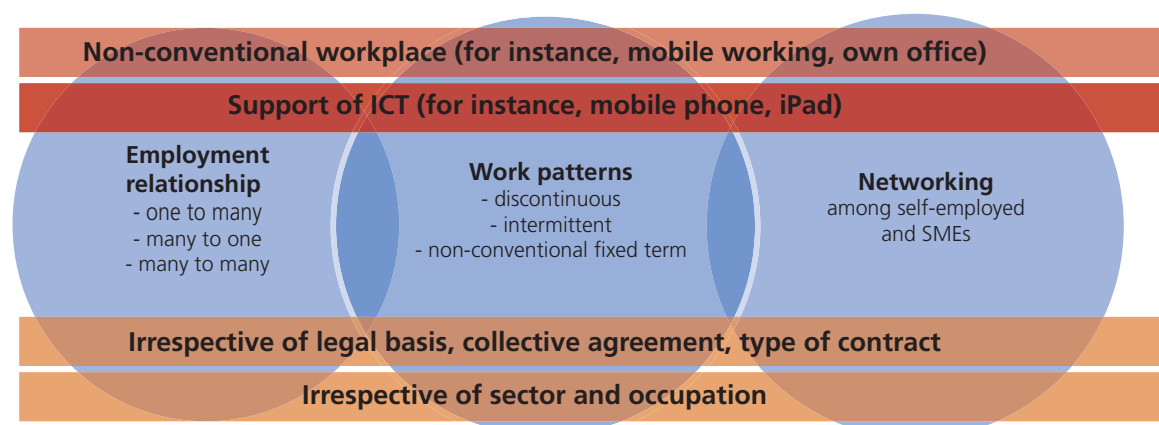 Non-conventional workplace (for instance, mobile working, own office)
Support of ICT (for instance, mobile phone, iPad)
Employment
relationship
- one to many
- many to one
- many to many
Work patterns
- discontinuous
- intermittent
- non-conventional fixed term
Networking
among self-employed
and SMEs
Irrespective of legal basis, collective agreement, type of contract
Irrespective of sector and occupation